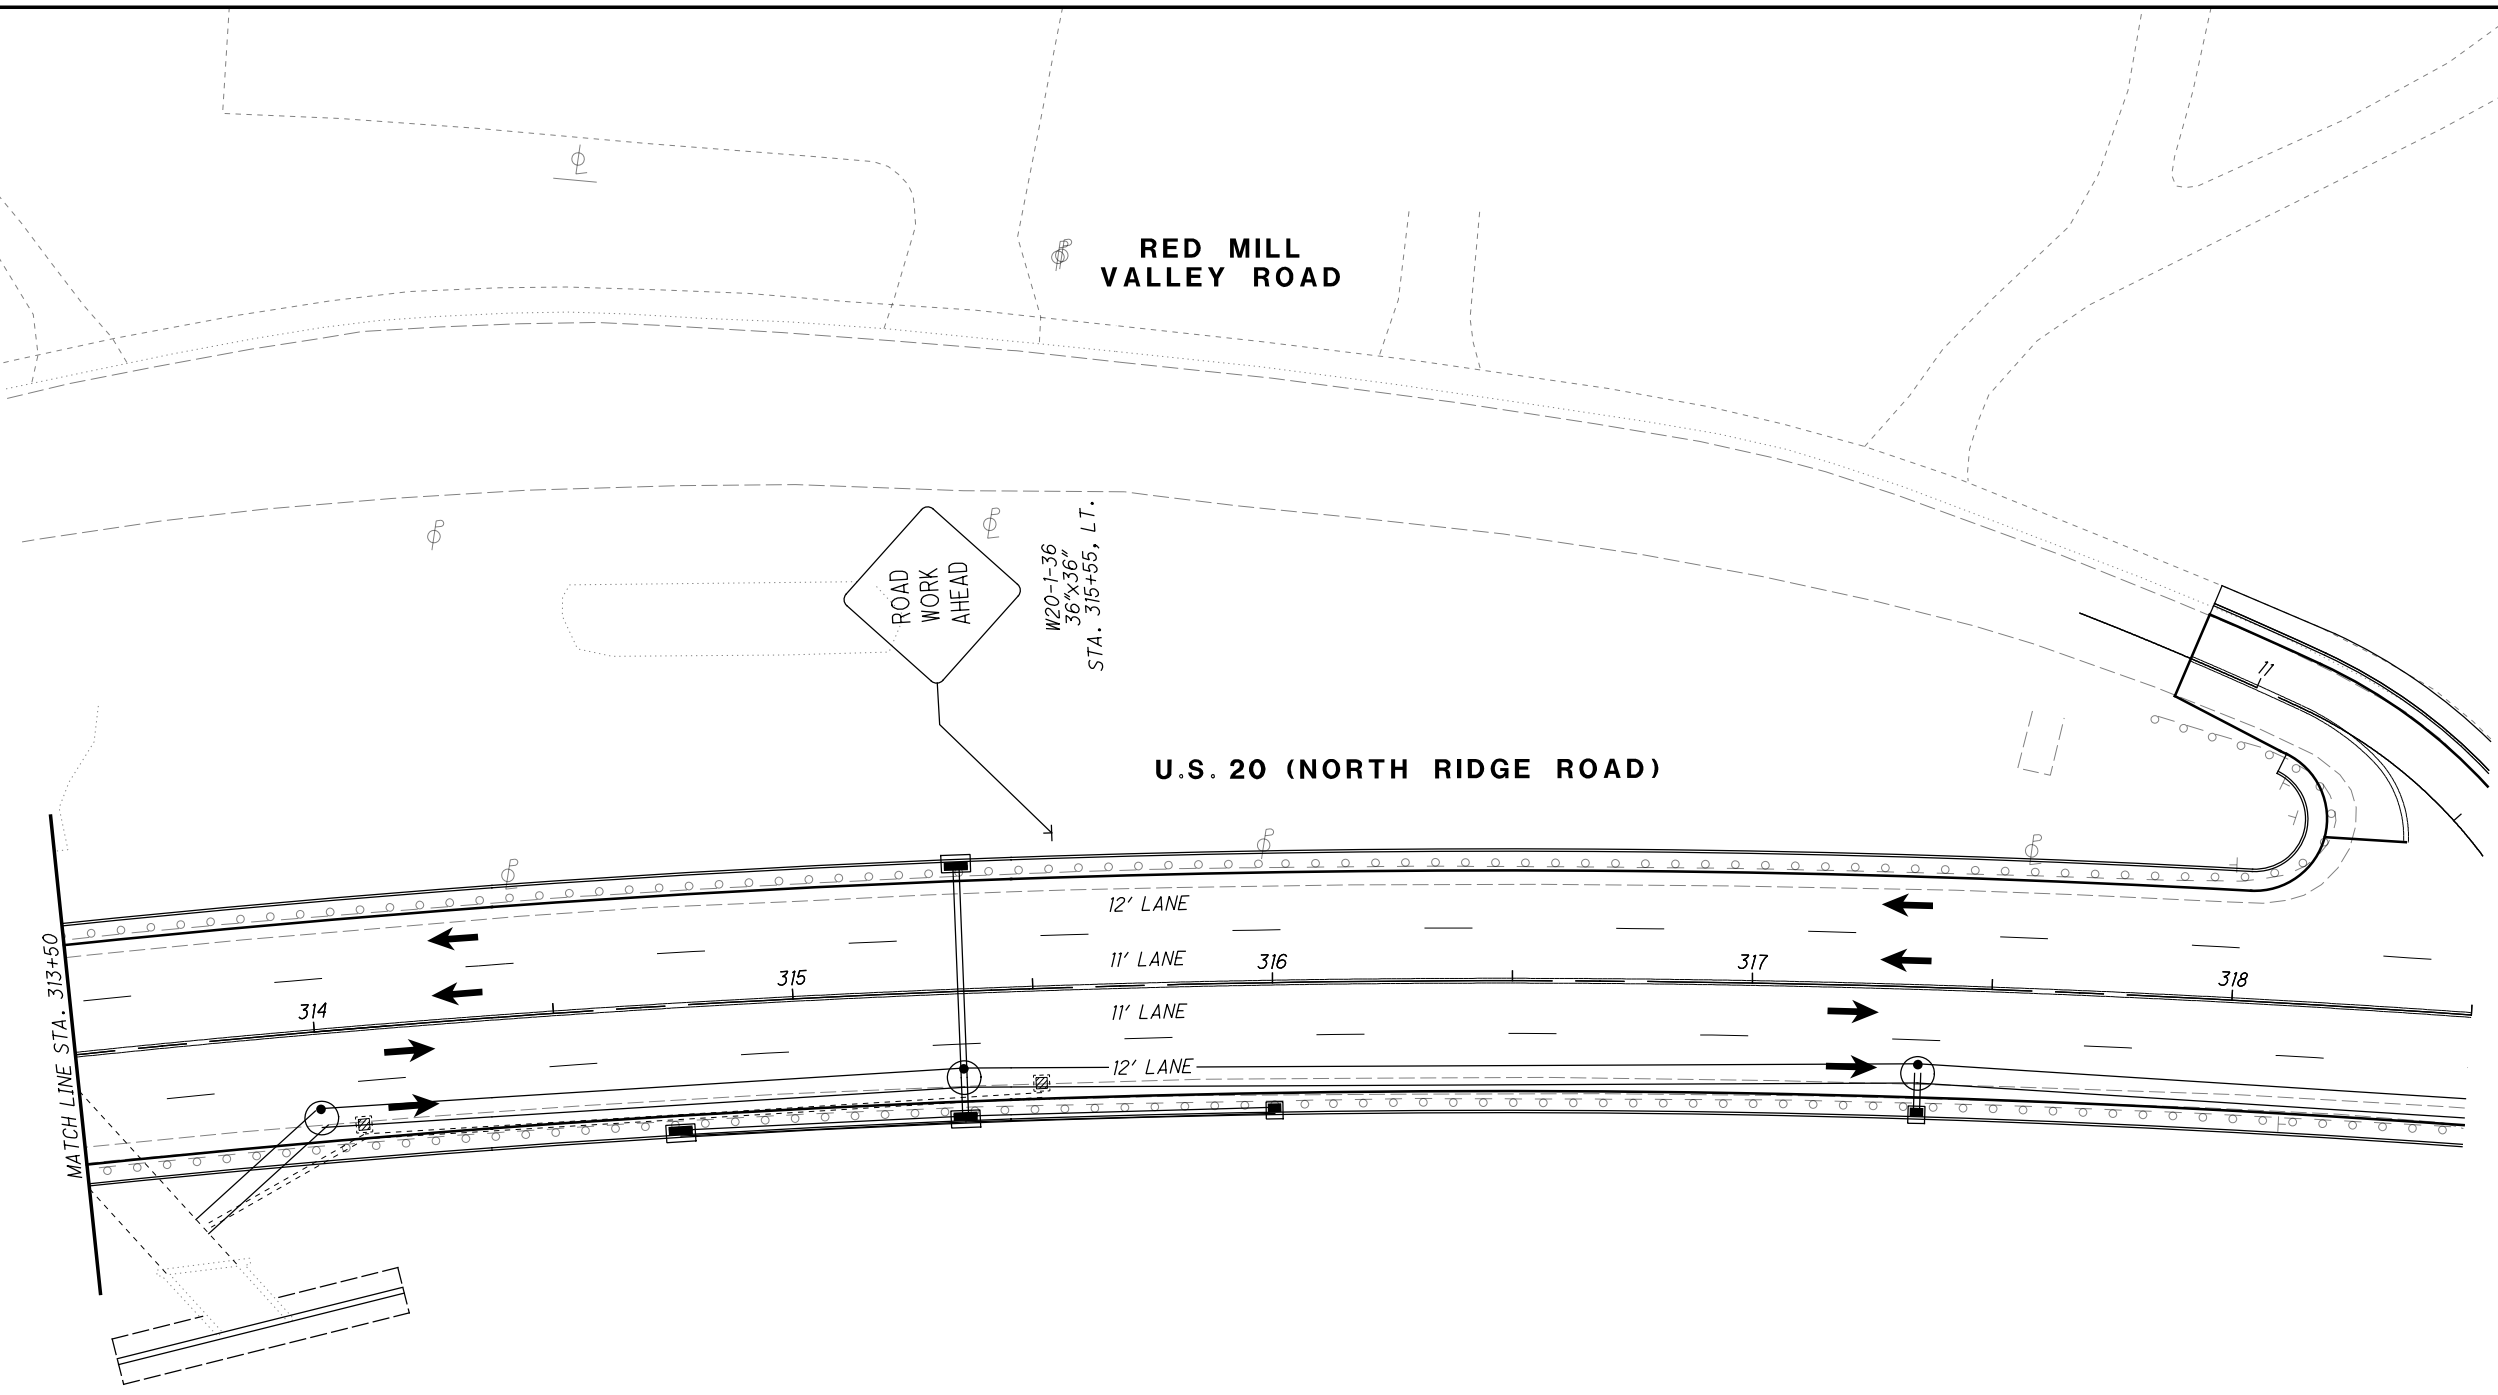 RED MILL
VALLEY ROAD
ROAD
WORK
AHEAD
W20-1-36
36"x36"
STA. 315+55, LT.
11
U.S. 20 (NORTH RIDGE ROAD)
12' LANE
11' LANE
314
315
316
317
318
11' LANE
12' LANE
MATCH LINE STA. 313+50